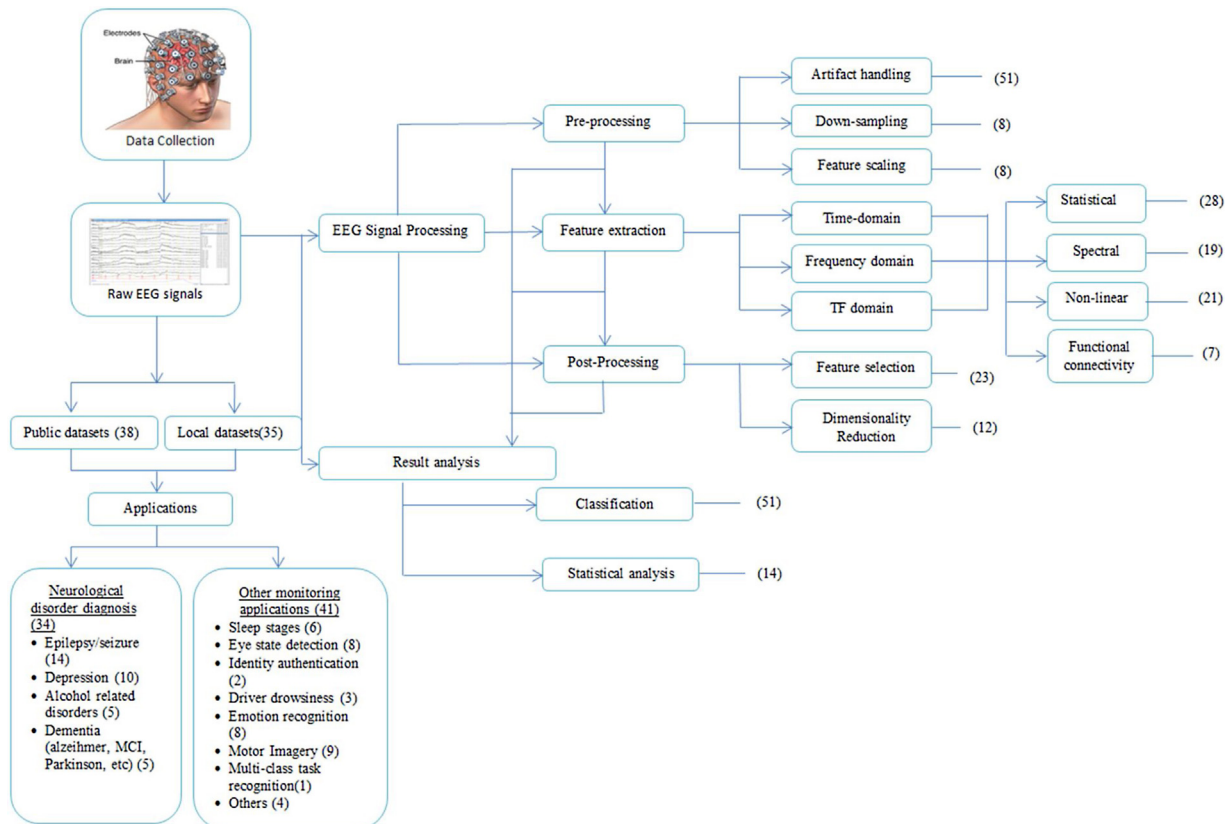 Electrodes
Brain
Data Collection
Raw EEG signals
Public datasets (38)
Local datasets(35)
Applications
Neurological
disorder diagnosis
(34)
• Epilepsy/seizure
(14)
• Depression (10)
• Alcohol related
disorders (5)
• Dementia
(alzeihmer, MCI,
Parkinson, etc) (5)
Other monitoring
applications (41)
• Sleep stages (6)
• Eye state detection (8)
• Identity authentication
(2)
• Driver drowsiness (3)
• Emotion recognition
(8)
• Motor Imagery (9)
• Multi-class task
recognition(1)
• Others (4)
EEG Signal Processing
Pre-processing
Artifact handling
(51)
Down-sampling
(8)
Feature scaling
(8)
Feature extraction
Time-domain
Frequency domain
TF domain
Statistical
(28)
Spectral
(19)
Non-linear
(21)
Functional
connectivity
(7)
Post-Processing
Feature selection
(23)
Dimensionality
Reduction
(12)
Result analysis
Classification
(51)
Statistical analysis
(14)